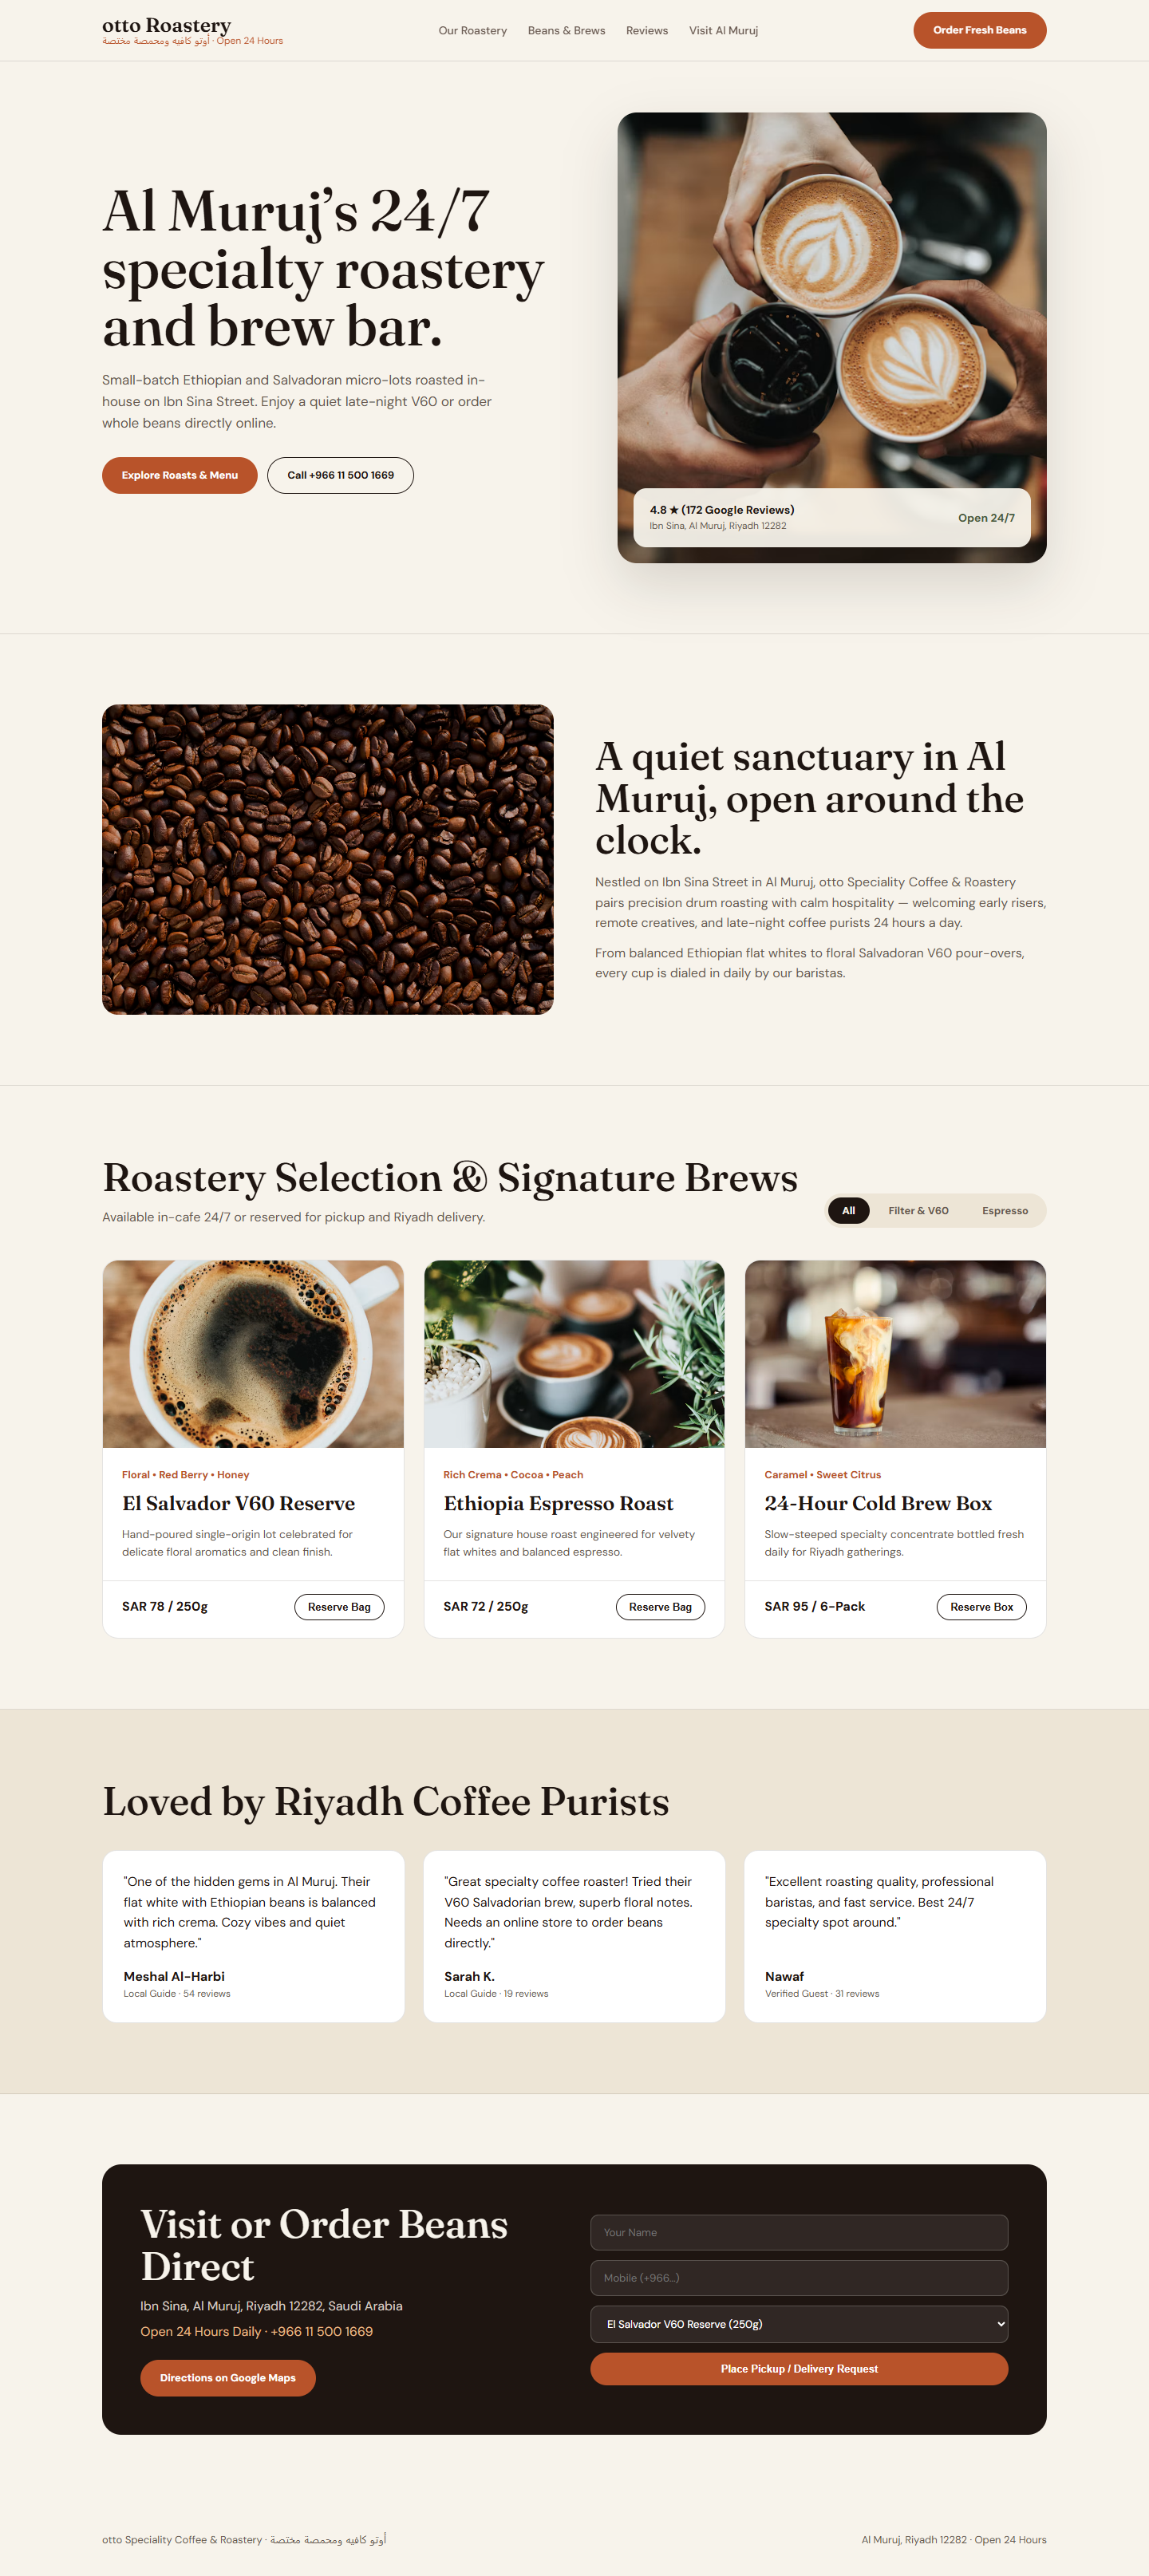 otto Roastery
أوتو كافيه ومحمصة مختصة · Open 24 Hours
Our Roastery
Beans & Brews
Reviews
Visit Al Muruj
Order Fresh Beans
Al Muruj’s 24/7
specialty roastery
and brew bar.
Small-batch Ethiopian and Salvadoran micro-lots roasted in-
house on Ibn Sina Street. Enjoy a quiet late-night V60 or order
whole beans directly online.
Explore Roasts & Menu
Call +966 11 500 1669
4.8 ★ (172 Google Reviews)
Ibn Sina, Al Muruj, Riyadh 12282
Open 24/7
A quiet sanctuary in Al
Muruj, open around the
clock.
Nestled on Ibn Sina Street in Al Muruj, otto Speciality Coffee & Roastery
pairs precision drum roasting with calm hospitality — welcoming early risers,
remote creatives, and late-night coffee purists 24 hours a day.
From balanced Ethiopian flat whites to floral Salvadoran V60 pour-overs,
every cup is dialed in daily by our baristas.
Roastery Selection & Signature Brews
Available in-cafe 24/7 or reserved for pickup and Riyadh delivery.
All
Filter & V60
Espresso
Floral • Red Berry • Honey
El Salvador V60 Reserve
Hand-poured single-origin lot celebrated for
delicate floral aromatics and clean finish.
SAR 78 / 250g
Reserve Bag
Rich Crema • Cocoa • Peach
Ethiopia Espresso Roast
Our signature house roast engineered for velvety
flat whites and balanced espresso.
SAR 72 / 250g
Reserve Bag
Caramel • Sweet Citrus
24-Hour Cold Brew Box
Slow-steeped specialty concentrate bottled fresh
daily for Riyadh gatherings.
SAR 95 / 6-Pack
Reserve Box
Loved by Riyadh Coffee Purists
"One of the hidden gems in Al Muruj. Their
flat white with Ethiopian beans is balanced
with rich crema. Cozy vibes and quiet
atmosphere."
Meshal Al-Harbi
Local Guide · 54 reviews
"Great specialty coffee roaster! Tried their
V60 Salvadorian brew, superb floral notes.
Needs an online store to order beans
directly."
Sarah K.
Local Guide · 19 reviews
"Excellent roasting quality, professional
baristas, and fast service. Best 24/7
specialty spot around."
Nawaf
Verified Guest · 31 reviews
Visit or Order Beans
Direct
Ibn Sina, Al Muruj, Riyadh 12282, Saudi Arabia
Open 24 Hours Daily · +966 11 500 1669
Directions on Google Maps
Your Name
Mobile (+966...)
El Salvador V60 Reserve (250g)
Place Pickup / Delivery Request
otto Speciality Coffee & Roastery · أوتو كافيه ومحمصة مختصة
Al Muruj, Riyadh 12282 · Open 24 Hours